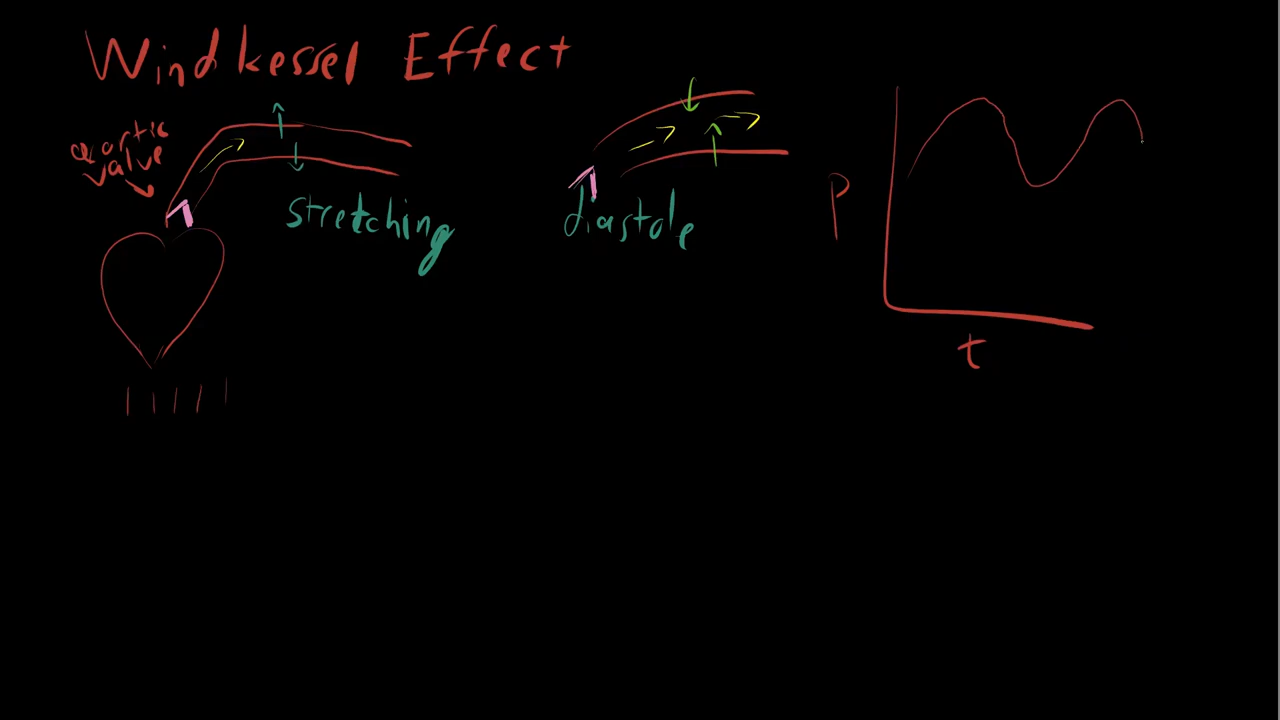 Windkessel Effect
aortic
valve
stretching
diastole
P
t